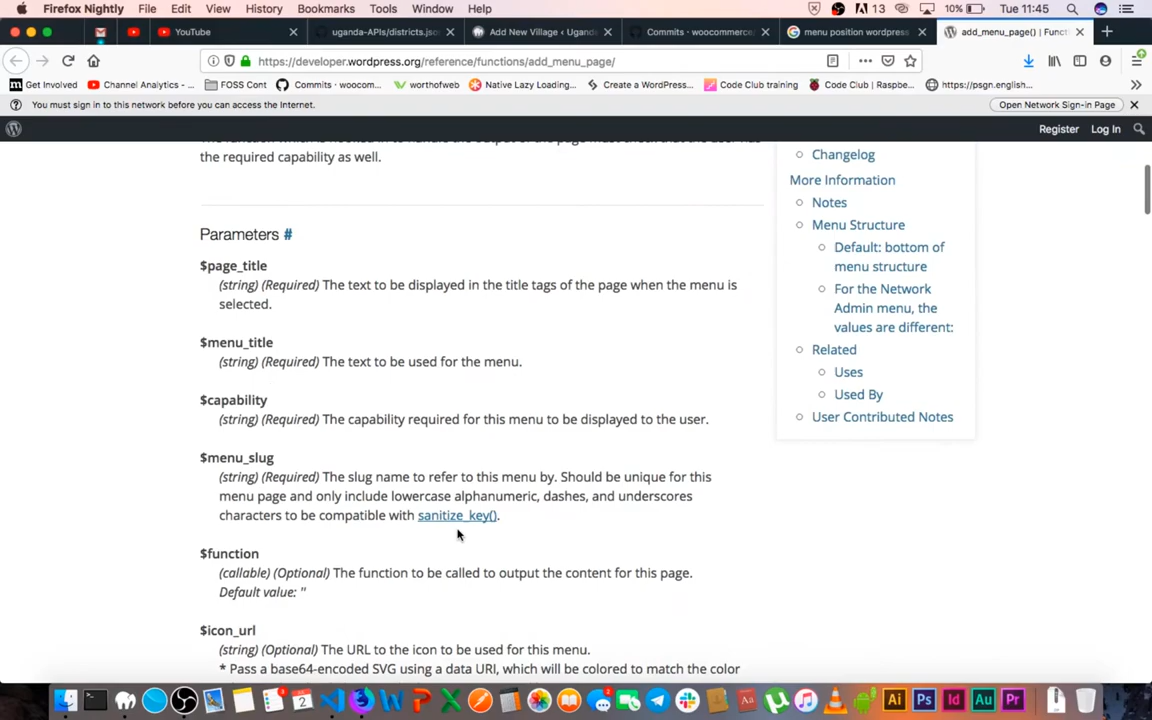 Firefox Nightly File Edit View History Bookmarks Tools Window Help 13 10% Tue 11:45
YouTube uganda-APIs/districts.jso Add New Village ‹ Ugand Commits · woocommerc menu position wordpress add_menu_page() | Funct
https://developer.wordpress.org/reference/functions/add_menu_page/
Get Involved Channel Analytics - ... FOSS Cont Commits · woocom... worthofweb Native Lazy Loading... Create a WordPress... Code Club training Code Club | Raspbe... https://psgn.english...
You must sign in to this network before you can access the Internet. Open Network Sign-in Page
Register Log In
the required capability as well.
Parameters #
$page_title
(string) (Required) The text to be displayed in the title tags of the page when the menu is
selected.
$menu_title
(string) (Required) The text to be used for the menu.
$capability
(string) (Required) The capability required for this menu to be displayed to the user.
$menu_slug
(string) (Required) The slug name to refer to this menu by. Should be unique for this
menu page and only include lowercase alphanumeric, dashes, and underscores
characters to be compatible with sanitize_key().
$function
(callable) (Optional) The function to be called to output the content for this page.
Default value: ''
$icon_url
(string) (Optional) The URL to the icon to be used for this menu.
* Pass a base64-encoded SVG using a data URI, which will be colored to match the color
Changelog
More Information
Notes
Menu Structure
Default: bottom of
menu structure
For the Network
Admin menu, the
values are different:
Related
Uses
Used By
User Contributed Notes
Ai Ps Id Au Pr